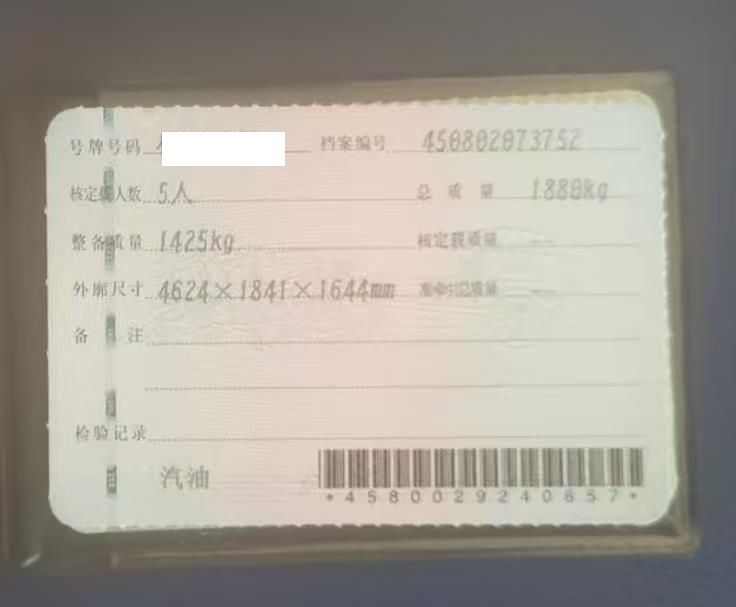 号牌号码 档案编号 450802073752
核定载人数 5人 总质量 1880kg
整备质量 1425kg 核定载质量 --
外廓尺寸 4624×1841×1644mm 准牵引总质量 --
备注
检验记录
汽油
*4580029240657*